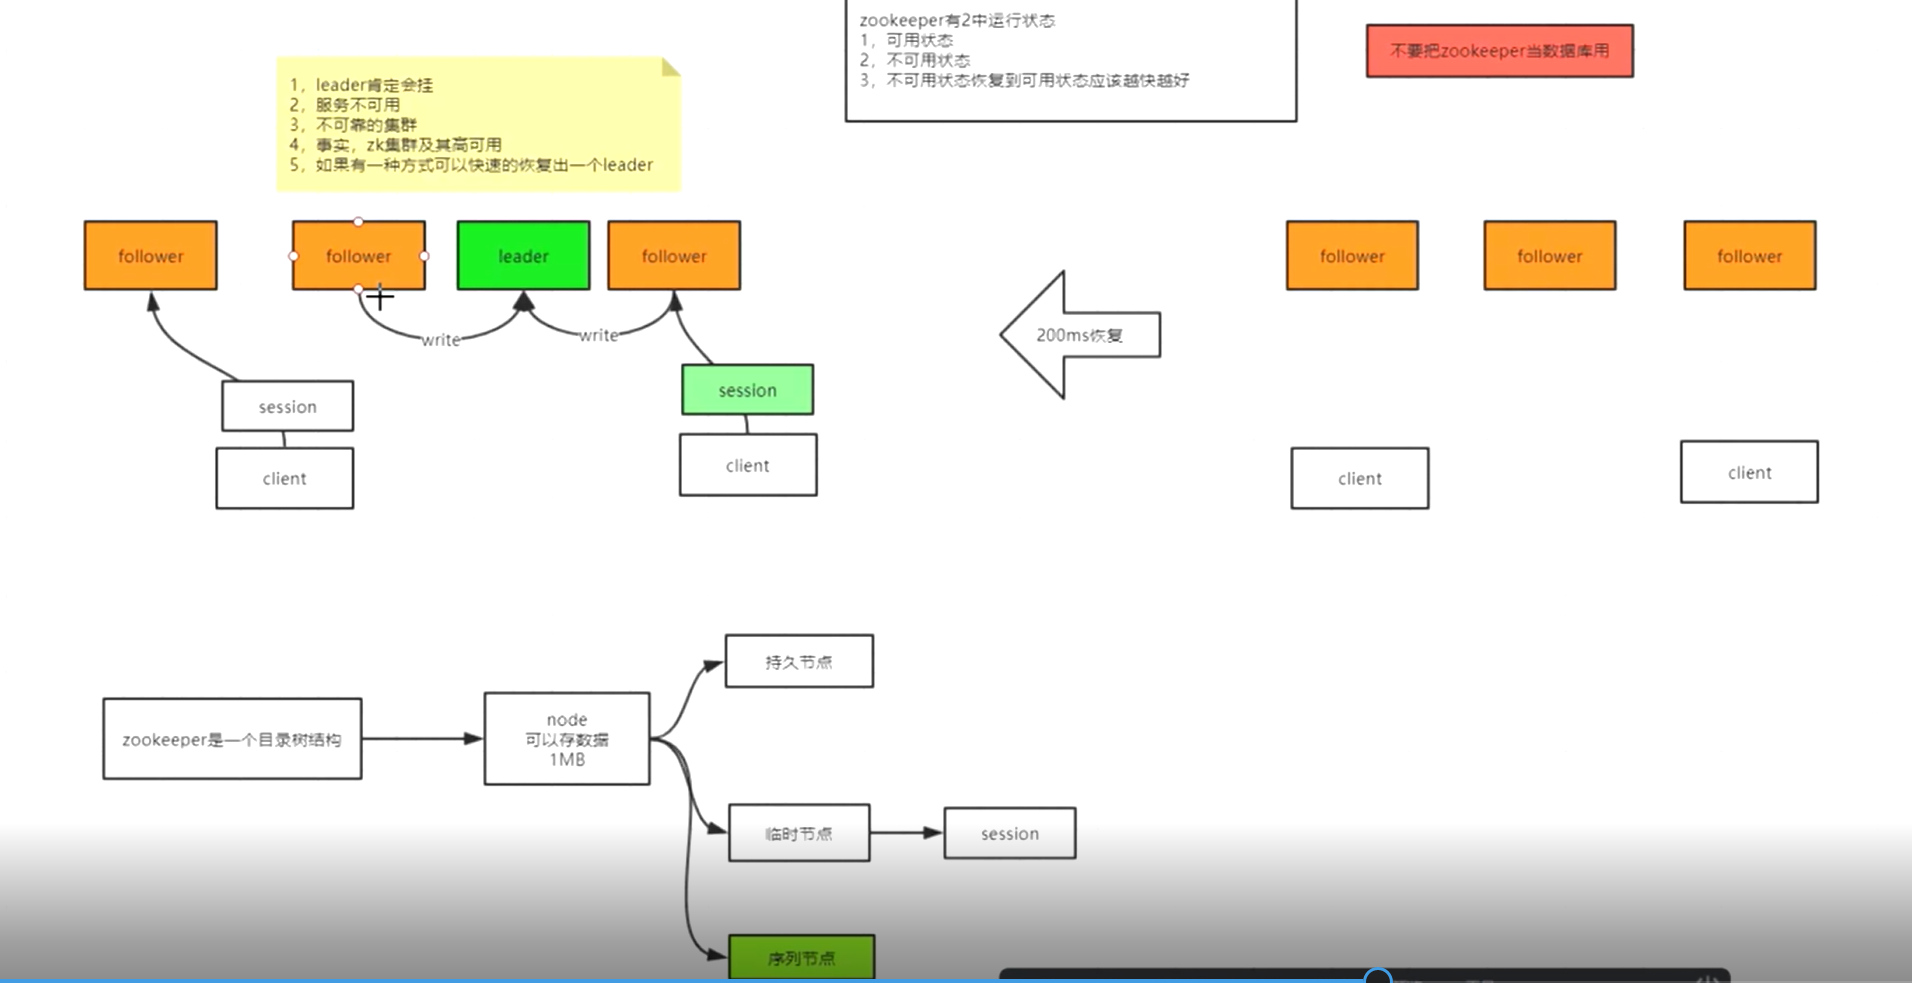 zookeeper有2中运行状态
1，可用状态
2，不可用状态
3，不可用状态恢复到可用状态应该越快越好
不要把zookeeper当数据库用
1，leader肯定会挂
2，服务不可用
3，不可靠的集群
4，事实，zk集群及其高可用
5，如果有一种方式可以快速的恢复出一个leader
follower
follower
leader
follower
follower
follower
follower
write
write
200ms恢复
session
client
session
client
client
client
zookeeper是一个目录树结构
node
可以存数据
1MB
持久节点
临时节点
session
序列节点